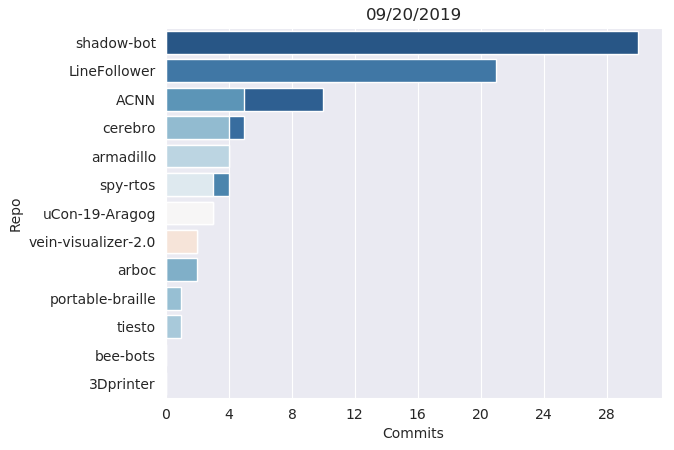 09/20/2019
shadow-bot
LineFollower
ACNN
cerebro
armadillo
spy-rtos
uCon-19-Aragog
vein-visualizer-2.0
arboc
portable-braille
tiesto
bee-bots
3Dprinter
Repo
0 4 8 12 16 20 24 28
Commits